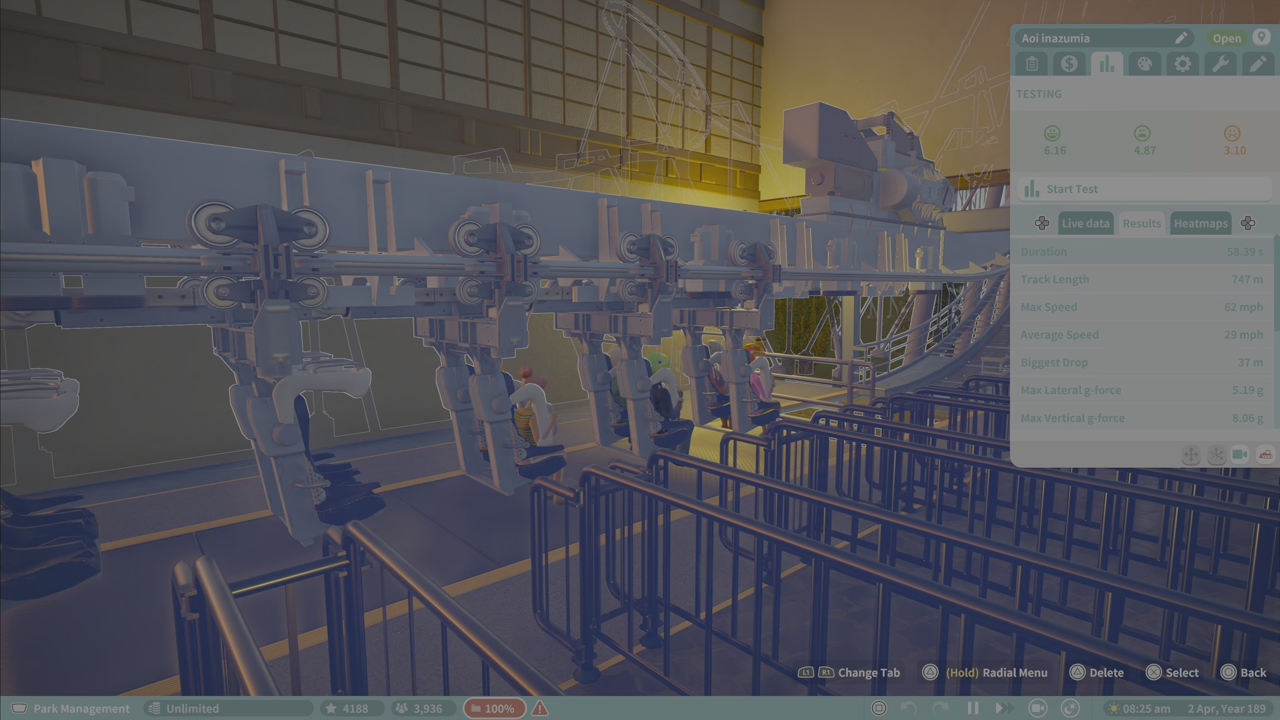 Aoi inazumia
Open
TESTING
6.16 4.87 3.10
Start Test
Live data Results Heatmaps
Duration 58.39 s
Track Length 747 m
Max Speed 62 mph
Average Speed 29 mph
Biggest Drop 37 m
Max Lateral g-force 5.19 g
Max Vertical g-force 8.06 g
L1 R1 Change Tab (Hold) Radial Menu Delete Select Back
Park Management Unlimited 4188 3,936 100% 08:25 am 2 Apr, Year 189